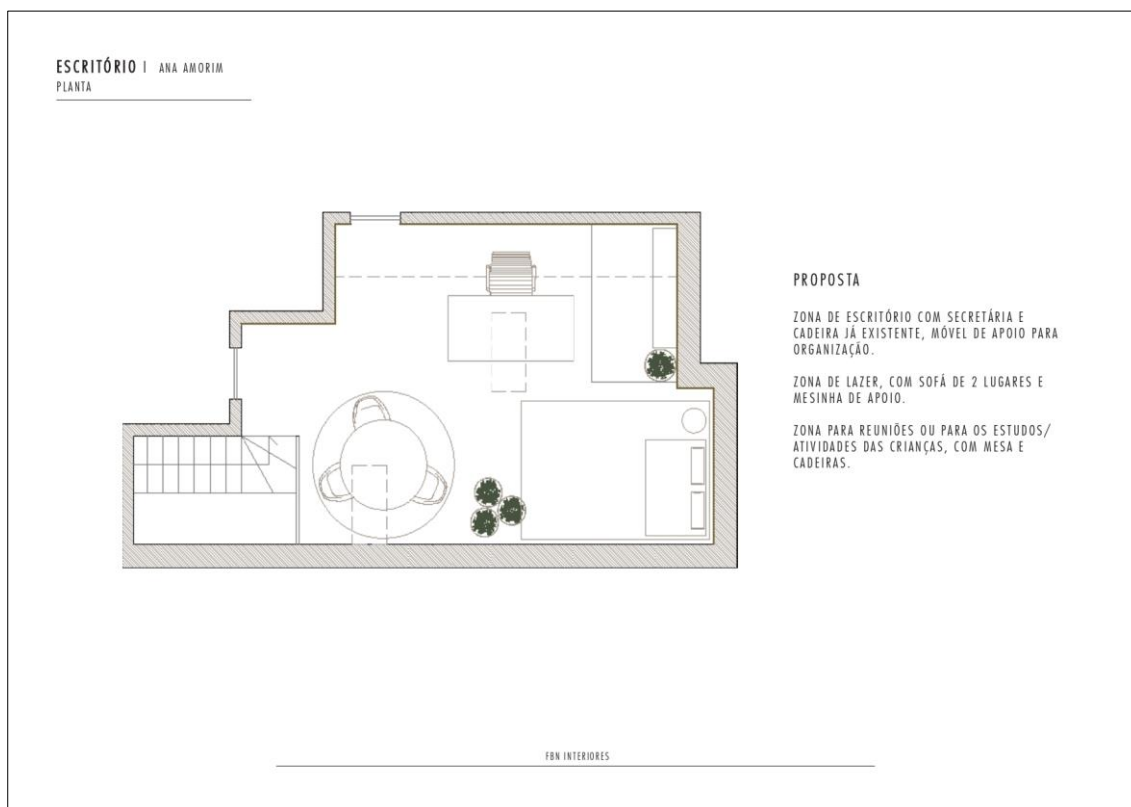 ESCRITÓRIO | ANA AMORIM
PLANTA
PROPOSTA
ZONA DE ESCRITÓRIO COM SECRETÁRIA E
CADEIRA JÁ EXISTENTE, MÓVEL DE APOIO PARA
ORGANIZAÇÃO.
ZONA DE LAZER, COM SOFÁ DE 2 LUGARES E
MESINHA DE APOIO.
ZONA PARA REUNIÕES OU PARA OS ESTUDOS/
ATIVIDADES DAS CRIANÇAS, COM MESA E
CADEIRAS.
FBN INTERIORES